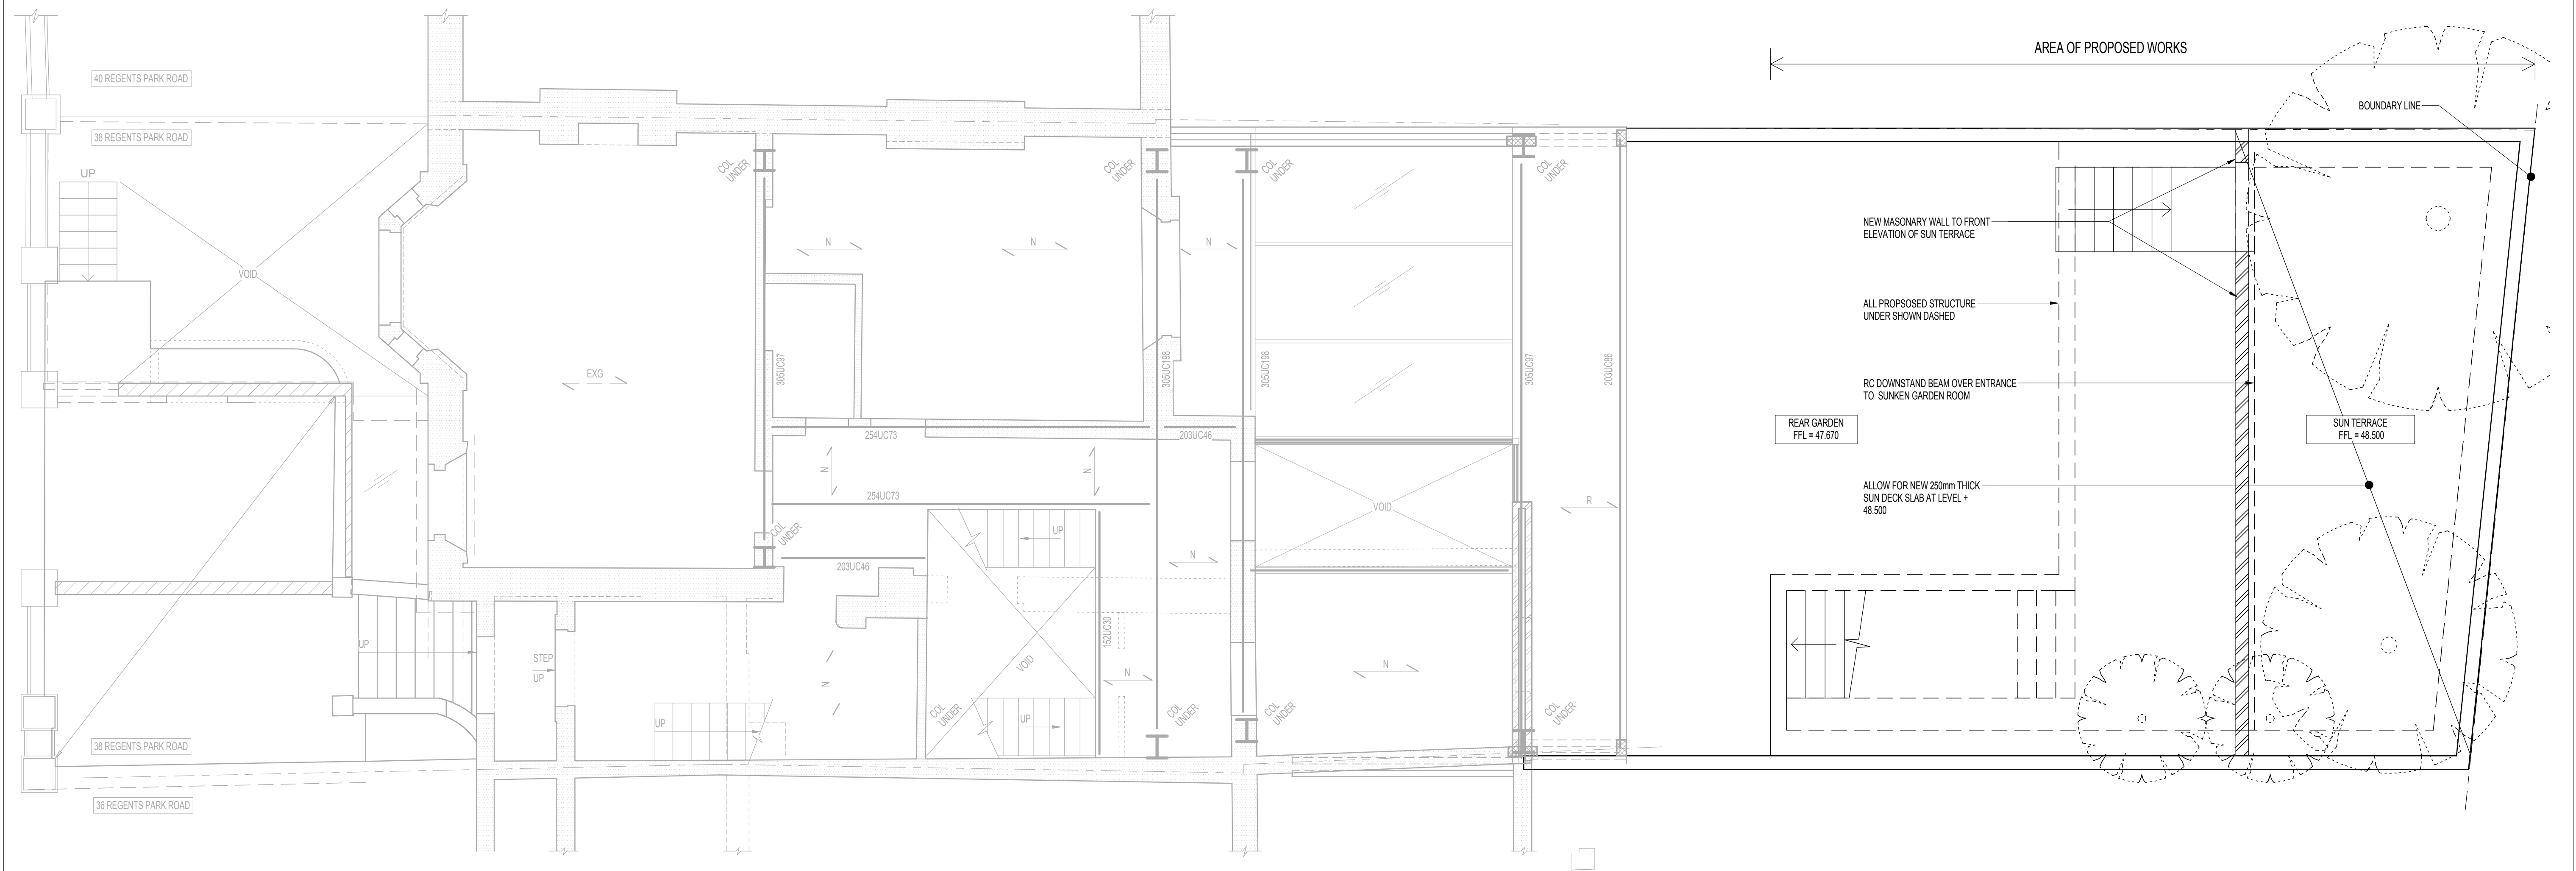 AREA OF PROPOSED WORKS
40 REGENTS PARK ROAD
BOUNDARY LINE
38 REGENTS PARK ROAD
UP
COL
UNDER
COL
UNDER
COL
UNDER
COL
UNDER
NEW MASONARY WALL TO FRONT
ELEVATION OF SUN TERRACE
N
N
N
VOID
ALL PROPSOSED STRUCTURE
UNDER SHOWN DASHED
305UC97
305UC198
305UC198
305UC97
203UC86
EXG
RC DOWNSTAND BEAM OVER ENTRANCE
TO SUNKEN GARDEN ROOM
REAR GARDEN
FFL = 47.670
SUN TERRACE
FFL = 48.500
254UC73
203UC46
N
N
ALLOW FOR NEW 250mm THICK
SUN DECK SLAB AT LEVEL +
48.500
254UC73
R
VOID
COL
UNDER
UP
N
203UC46
152UC30
UP
STEP
UP
VOID
N
N
N
COL
UNDER
COL
UNDER
COL
UNDER
COL
UNDER
UP
UP
38 REGENTS PARK ROAD
36 REGENTS PARK ROAD